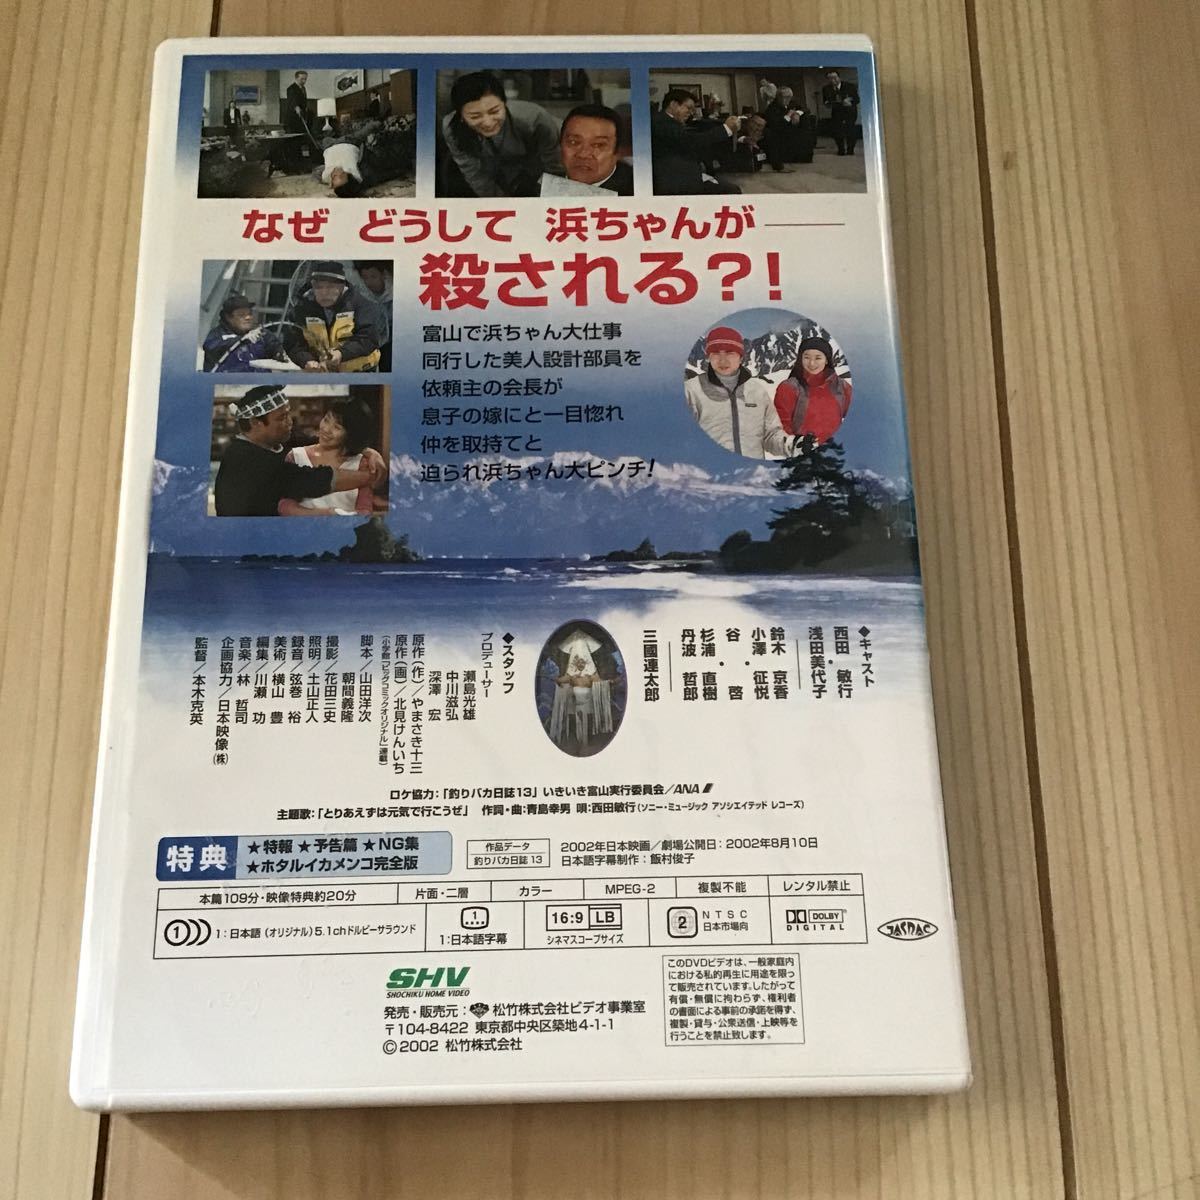 なぜ どうして 浜ちゃんが――
殺される?!
富山で浜ちゃん大仕事
同行した美人設計部員を
依頼主の会長が
息子の嫁にと一目惚れ
仲を取持てと
迫られ浜ちゃん大ピンチ!
◆キャスト
西田 敏行
浅田美代子
鈴木 京香
小澤 征悦
谷 啓
杉浦 直樹
丹波 哲郎
三國連太郎
◆スタッフ
プロデューサー
瀬島光雄
中川滋弘
深澤 宏
原作(作)/やまさき十三
原作(画)/北見けんいち
(小学館「ビッグコミックオリジナル」連載)
脚本/山田洋次
朝間義隆
撮影/花田三史
照明/土山正人
録音/弦巻 裕
美術/横山 豊
編集/川瀬 功
音楽/林 哲司
企画協力/日本映像(株)
監督/本木克英
ロケ協力:「釣りバカ日誌13」いきいき富山実行委員会/ANA
主題歌:「とりあえずは元気で行こうぜ」 作詞・曲:青島幸男 唄:西田敏行(ソニー・ミュージック アソシエイテッド レコーズ)
特典
★特報 ★予告篇 ★NG集
★ホタルイカメンコ完全版
作品データ
釣りバカ日誌13
2002年日本映画/劇場公開日:2002年8月10日
日本語字幕制作:飯村俊子
本篇109分・映像特典約20分
片面・二層
カラー
MPEG-2
複製不能
レンタル禁止
1
1:日本語(オリジナル)5.1chドルビーサラウンド
1
1:日本語字幕
16:9 LB
シネマスコープサイズ
2
NTSC
日本市場向
DOLBY
DIGITAL
JASRAC
SHV
SHOCHIKU HOME VIDEO
発売・販売元: 松竹株式会社ビデオ事業室
〒104-8422 東京都中央区築地4-1-1
©2002 松竹株式会社
このDVDビデオは、一般家庭内
における私的再生に用途を限っ
て販売されています。したがって
有償・無償に拘わらず、権利者
の書面による事前の承諾を得ず、
複製・貸与・公衆送信・上映等を
行うことを禁止致します。